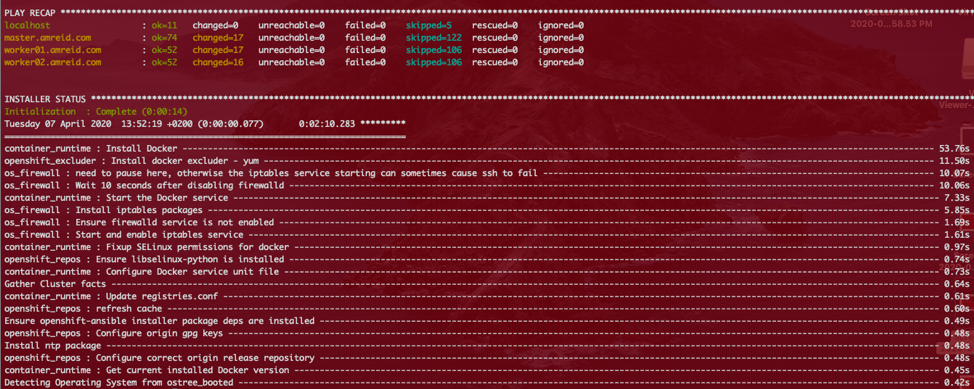 PLAY RECAP ****************************************************************
localhost : ok=11 changed=0 unreachable=0 failed=0 skipped=5 rescued=0 ignored=0
master.amreid.com : ok=74 changed=17 unreachable=0 failed=0 skipped=122 rescued=0 ignored=0
worker01.amreid.com : ok=52 changed=17 unreachable=0 failed=0 skipped=106 rescued=0 ignored=0
worker02.amreid.com : ok=52 changed=16 unreachable=0 failed=0 skipped=106 rescued=0 ignored=0
2020-0...58.53 PM
INSTALLER STATUS ****************************************************************
Initialization : Complete (0:00:14)
Tuesday 07 April 2020 13:52:19 +0200 (0:00:00.077) 0:02:10.283 *********
===============================================================================
container_runtime : Install Docker ---------------- 53.76s
openshift_excluder : Install docker excluder - yum ---------------- 11.50s
os_firewall : need to pause here, otherwise the iptables service starting can sometimes cause ssh to fail ---------------- 10.07s
os_firewall : Wait 10 seconds after disabling firewalld ---------------- 10.06s
container_runtime : Start the Docker service ---------------- 7.33s
os_firewall : Install iptables packages ---------------- 5.85s
os_firewall : Ensure firewalld service is not enabled ---------------- 1.69s
os_firewall : Start and enable iptables service ---------------- 1.61s
container_runtime : Fixup SELinux permissions for docker ---------------- 0.97s
openshift_repos : Ensure libselinux-python is installed ---------------- 0.74s
container_runtime : Configure Docker service unit file ---------------- 0.73s
Gather Cluster facts ---------------- 0.64s
container_runtime : Update registries.conf ---------------- 0.61s
openshift_repos : refresh cache ---------------- 0.60s
Ensure openshift-ansible installer package deps are installed ---------------- 0.49s
openshift_repos : Configure origin gpg keys ---------------- 0.48s
Install ntp package ---------------- 0.48s
openshift_repos : Configure correct origin release repository ---------------- 0.48s
container_runtime : Get current installed Docker version ---------------- 0.45s
Detecting Operating System from ostree_booted ---------------- 0.42s